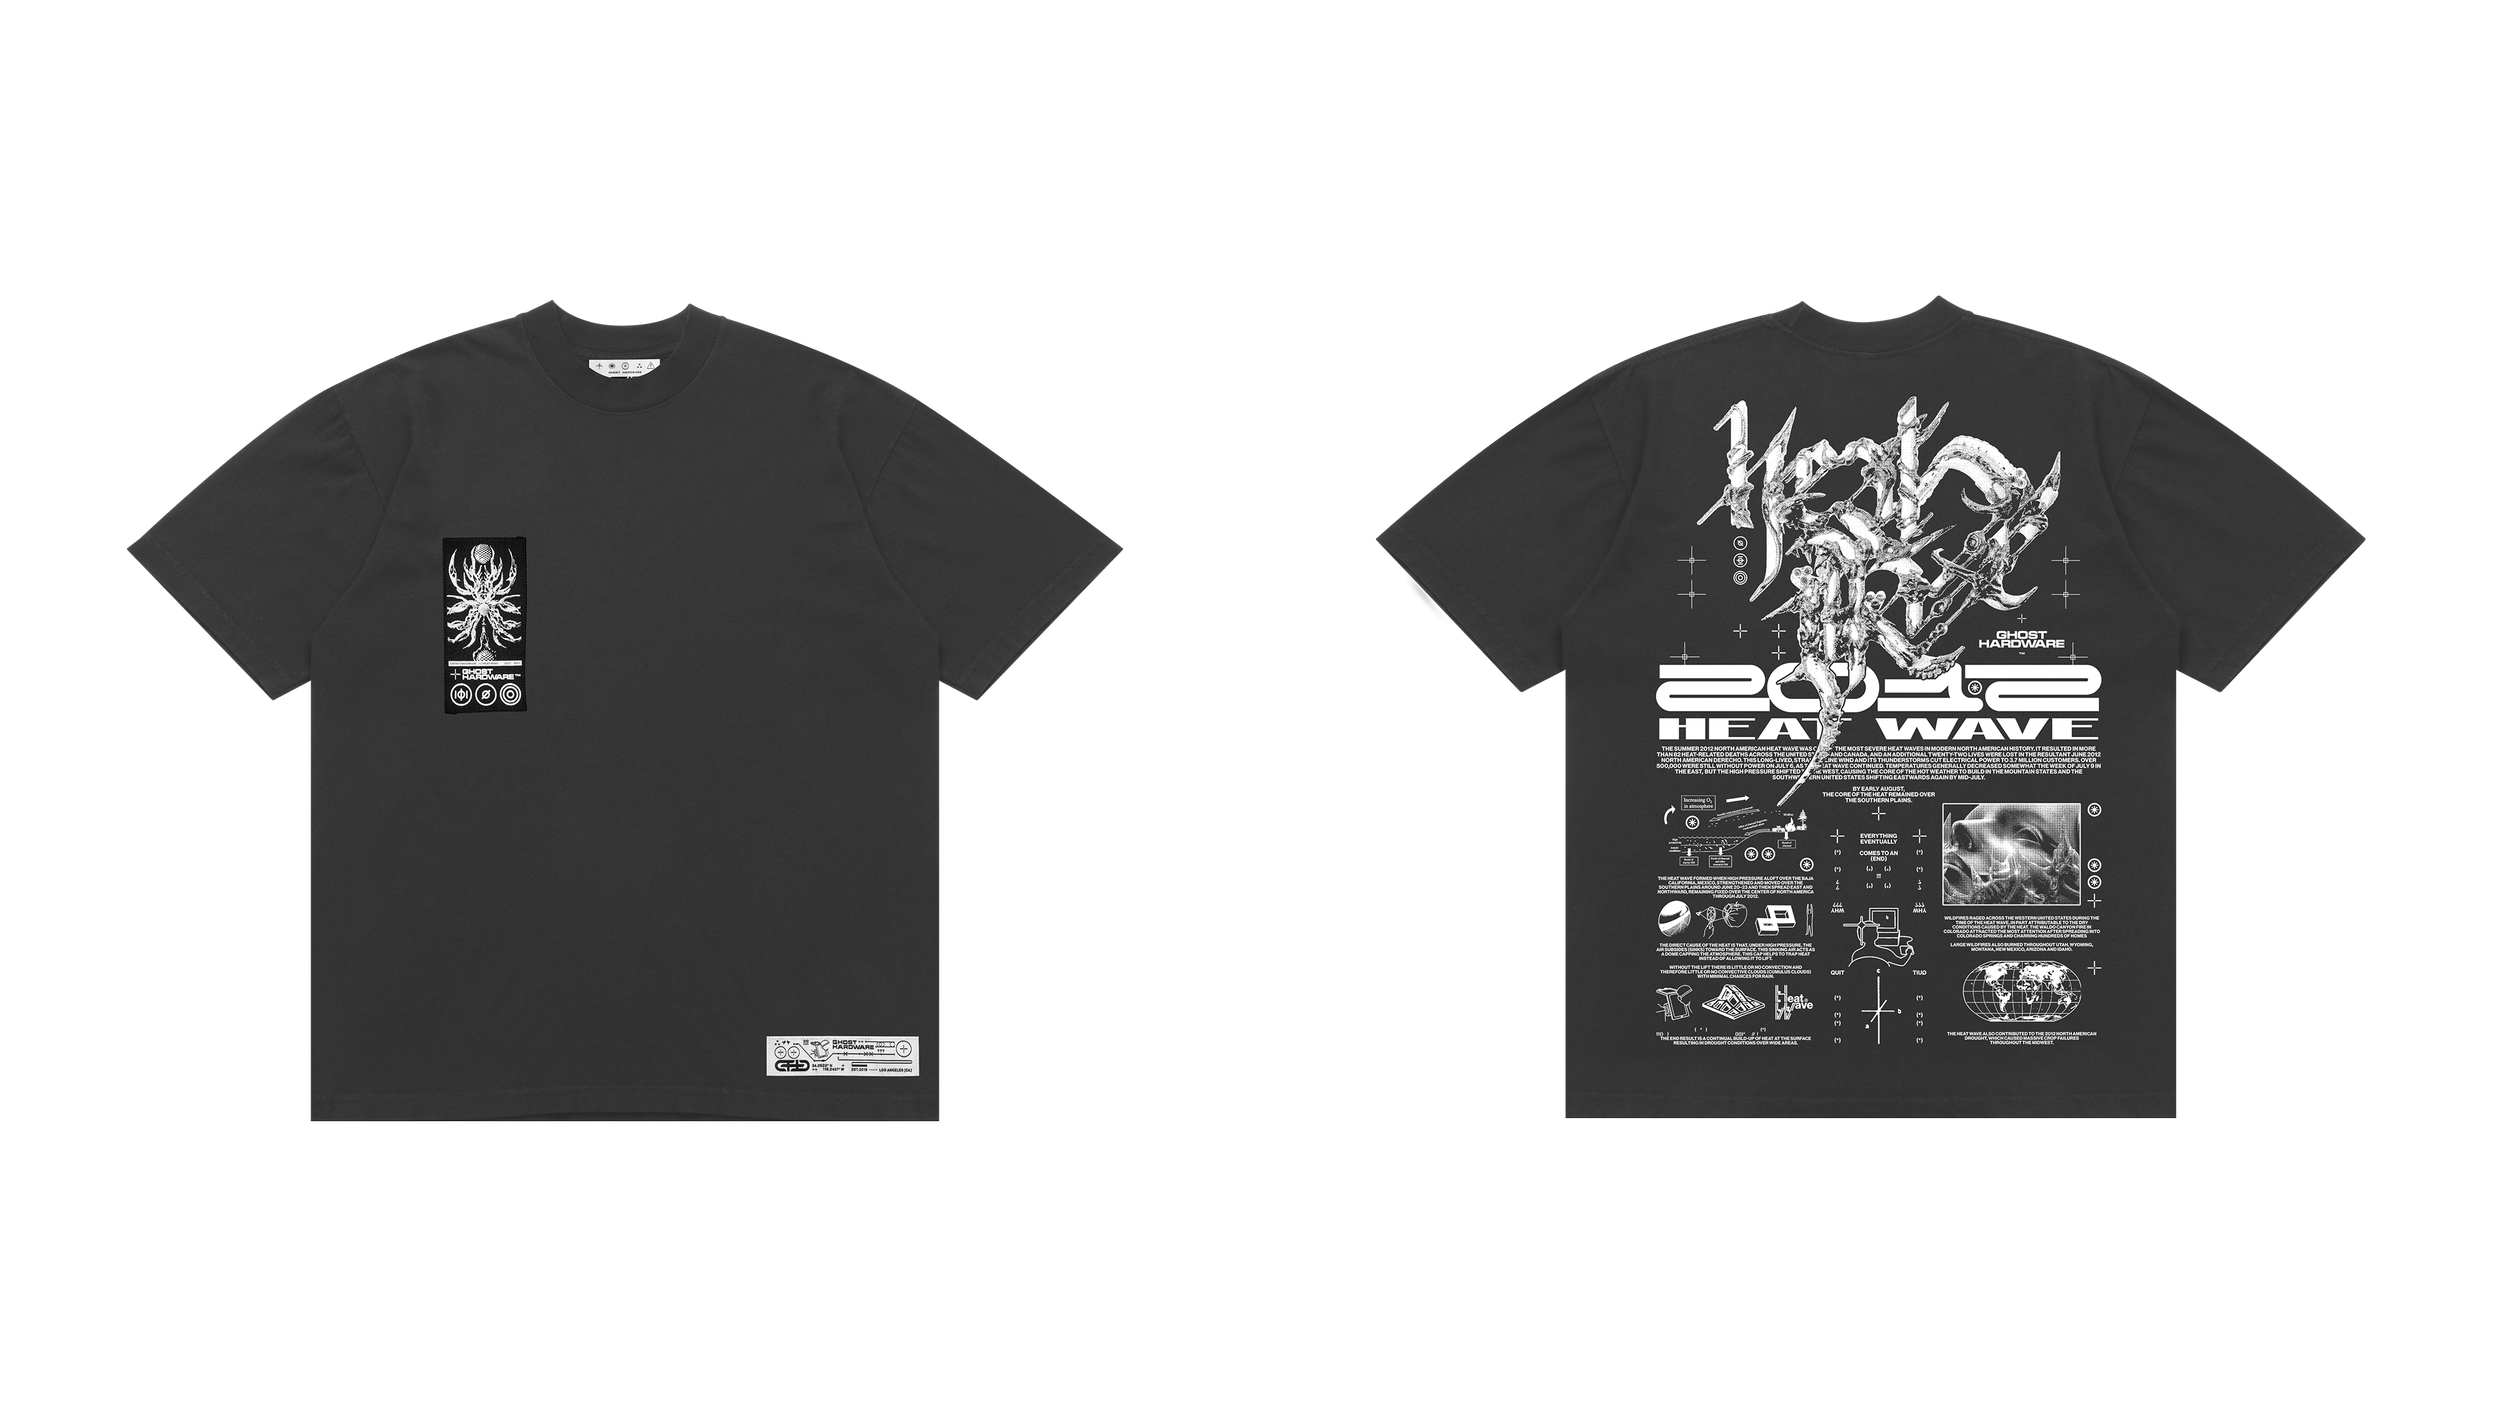 GHOST HARDWARE
GHOST
HARDWARE™
GHOST
HARDWARE
34.0522° N
118.2437° W
EST.2019
LOS ANGELES [CA]
GHOST
HARDWARE
™
2012
HEAT WAVE
THE SUMMER 2012 NORTH AMERICAN HEAT WAVE WAS THE MOST SEVERE HEAT WAVES IN MODERN NORTH AMERICAN HISTORY. IT RESULTED IN MORE
THAN 82 HEAT-RELATED DEATHS ACROSS THE UNITED AND CANADA, AND AN ADDITIONAL TWENTY-TWO LIVES WERE LOST IN THE RESULTANT JUNE 2012
NORTH AMERICAN DERECHO. THIS LONG-LIVED, LINE WIND AND ITS THUNDERSTORMS CUT ELECTRICAL POWER TO 3.7 MILLION CUSTOMERS. OVER
500,000 WERE STILL WITHOUT POWER ON JULY 6, AS WAVE CONTINUED. TEMPERATURES GENERALLY DECREASED SOMEWHAT THE WEEK OF JULY 9 IN
THE EAST, BUT THE HIGH PRESSURE SHIFTED WEST, CAUSING THE CORE OF THE HOT WEATHER TO BUILD IN THE MOUNTAIN STATES AND THE
UNITED STATES SHIFTING EASTWARDS AGAIN BY MID-JULY.
BY EARLY AUGUST,
THE CORE OF THE HEAT REMAINED OVER
THE SOUTHERN PLAINS.
Increasing O2
in atmosphere
THE HEAT WAVE FORMED WHEN HIGH PRESSURE ALOFT OVER THE BAJA
CALIFORNIA, MEXICO, STRENGTHENED AND MOVED OVER THE
SOUTHERN PLAINS AROUND JUNE 20–23 AND THEN SPREAD EAST AND
NORTHWARD, REMAINING FIXED OVER THE CENTER OF NORTH AMERICA
THROUGH JULY 2012.
THE DIRECT CAUSE OF THE HEAT IS THAT, UNDER HIGH PRESSURE, THE
AIR SUBSIDES (SINKS) TOWARD THE SURFACE. THIS SINKING AIR ACTS AS
A DOME CAPPING THE ATMOSPHERE. THIS CAP HELPS TO TRAP HEAT
INSTEAD OF ALLOWING IT TO LIFT.
WITHOUT THE LIFT THERE IS LITTLE OR NO CONVECTION AND
THEREFORE LITTLE OR NO CONVECTIVE CLOUDS (CUMULUS CLOUDS)
WITH MINIMAL CHANCES FOR RAIN.
Heat
Wave
THE END RESULT IS A CONTINUAL BUILD-UP OF HEAT AT THE SURFACE
RESULTING IN DROUGHT CONDITIONS OVER WIDE AREAS.
EVERYTHING
EVENTUALLY
COMES TO AN
(END)
WHY
WHY
QUIT
QUIT
c
b
a
WILDFIRES RAGED ACROSS THE WESTERN UNITED STATES DURING THE
TIME OF THE HEAT WAVE, IN PART ATTRIBUTABLE TO THE DRY
CONDITIONS CAUSED BY THE HEAT. THE WALDO CANYON FIRE IN
COLORADO ATTRACTED THE MOST ATTENTION AFTER SPREADING INTO
COLORADO SPRINGS AND CHARRING HUNDREDS OF HOMES
LARGE WILDFIRES ALSO BURNED THROUGHOUT UTAH, WYOMING,
MONTANA, NEW MEXICO, ARIZONA AND IDAHO.
THE HEAT WAVE ALSO CONTRIBUTED TO THE 2012 NORTH AMERICAN
DROUGHT, WHICH CAUSED MASSIVE CROP FAILURES
THROUGHOUT THE MIDWEST.